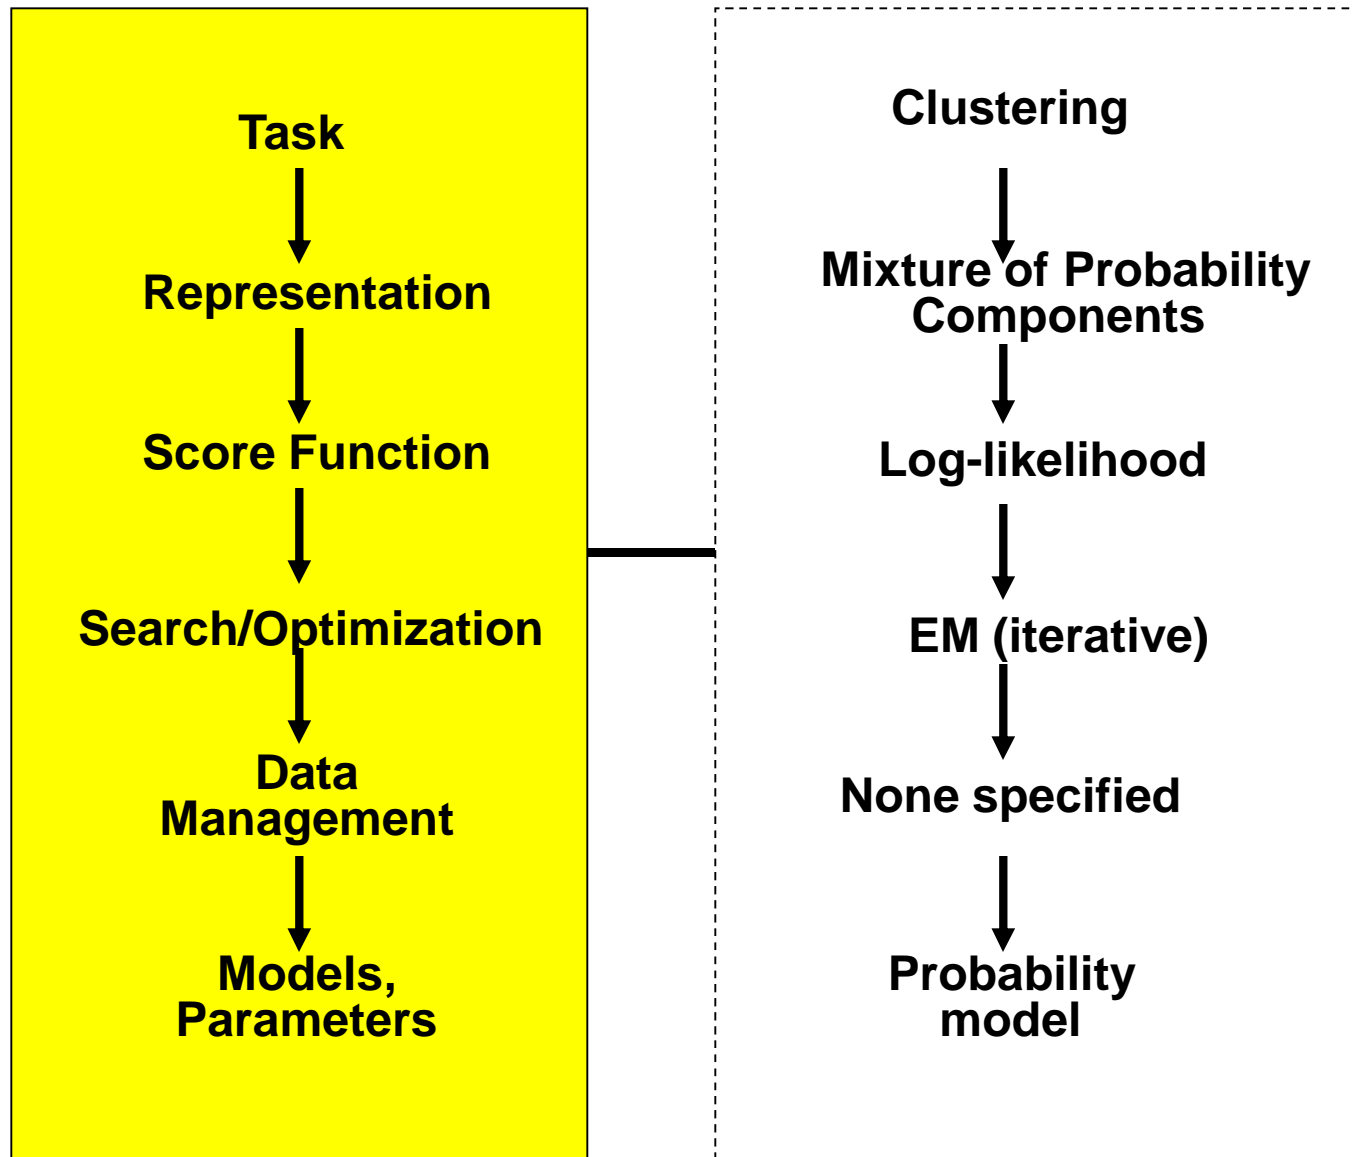 Task
Representation
Score Function
Search/Optimization
Data
Management
Models,
Parameters
Clustering
Mixture of Probability
Components
Log-likelihood
EM (iterative)
None specified
Probability
model